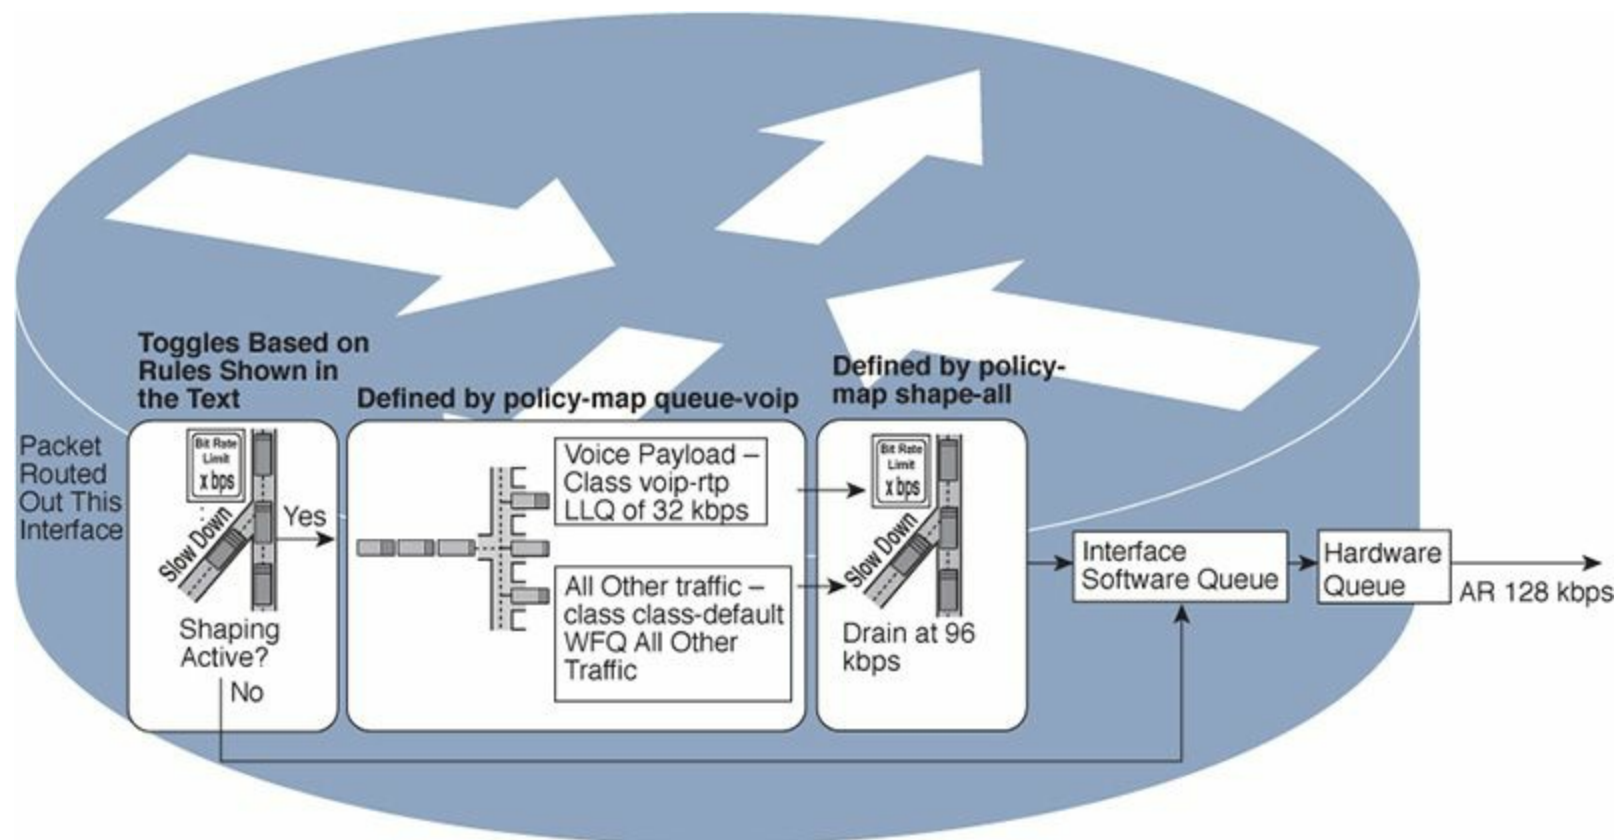 Toggles Based on
Rules Shown in
the Text
Defined by policy-map queue-voip
Defined by policy-
map shape-all
Packet
Routed
Out This
Interface
Bit Rate
Limit
x bps
Slow Down
Yes
Shaping
Active?
No
Voice Payload –
Class voip-rtp
LLQ of 32 kbps
All Other traffic –
class class-default
WFQ All Other
Traffic
Bit Rate
Limit
x bps
Slow Down
Drain at 96
kbps
Interface
Software Queue
Hardware
Queue
AR 128 kbps